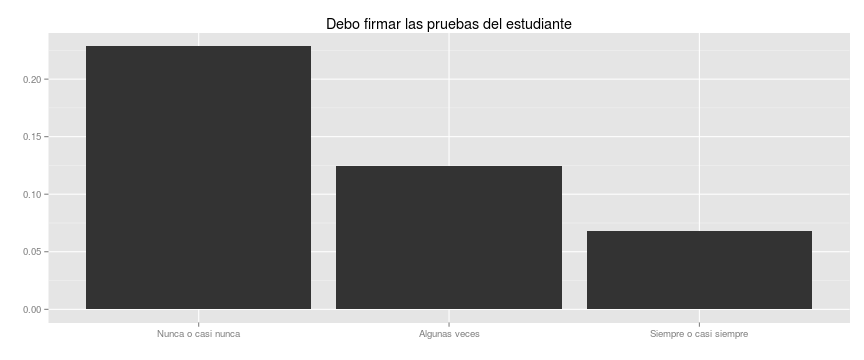 Debo firmar las pruebas del estudiante
0.20
0.15
0.10
0.05
0.00
Nunca o casi nunca
Algunas veces
Siempre o casi siempre